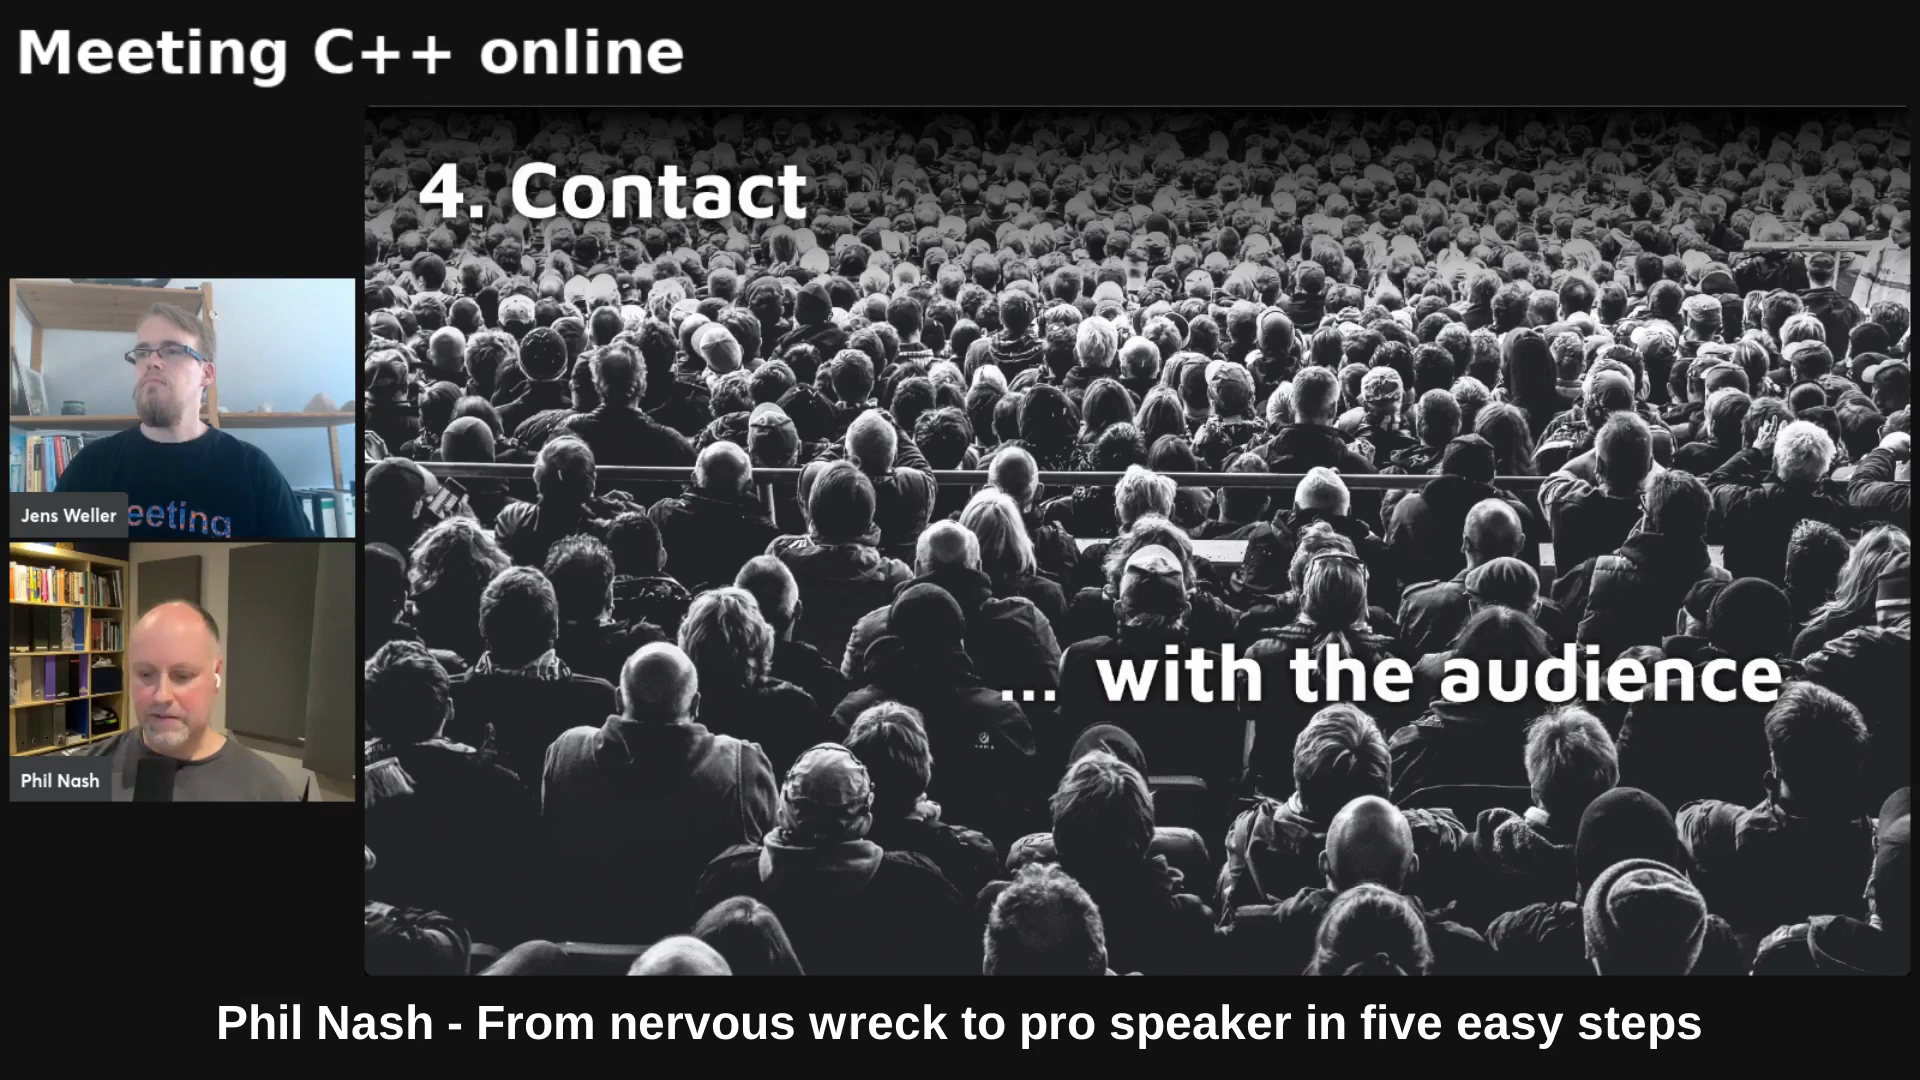 Meeting C++ online
4. Contact
... with the audience
Jens Weller
eeting
Phil Nash
Phil Nash - From nervous wreck to pro speaker in five easy steps